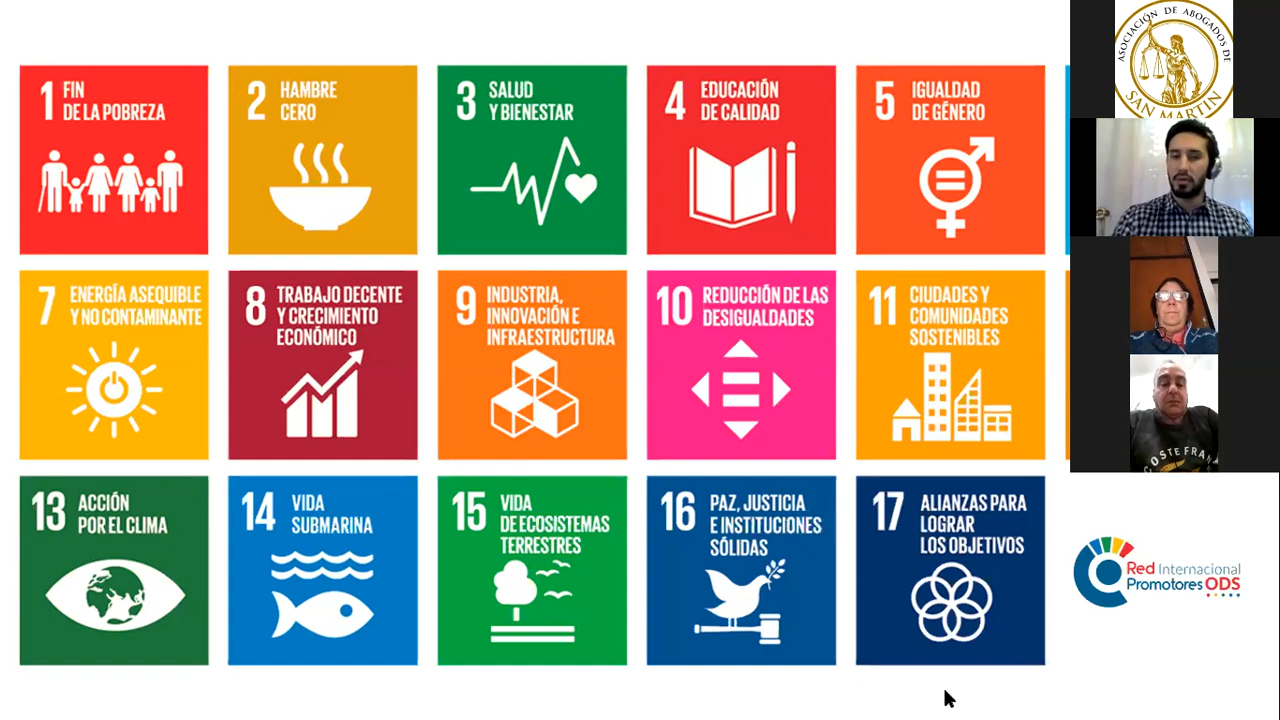 1 FIN
DE LA POBREZA
2 HAMBRE
CERO
3 SALUD
Y BIENESTAR
4 EDUCACIÓN
DE CALIDAD
5 IGUALDAD
DE GÉNERO
7 ENERGÍA ASEQUIBLE
Y NO CONTAMINANTE
8 TRABAJO DECENTE
Y CRECIMIENTO
ECONÓMICO
9 INDUSTRIA,
INNOVACIÓN E
INFRAESTRUCTURA
10 REDUCCIÓN DE LAS
DESIGUALDADES
11 CIUDADES Y
COMUNIDADES
SOSTENIBLES
13 ACCIÓN
POR EL CLIMA
14 VIDA
SUBMARINA
15 VIDA
DE ECOSISTEMAS
TERRESTRES
16 PAZ, JUSTICIA
E INSTITUCIONES
SÓLIDAS
17 ALIANZAS PARA
LOGRAR
LOS OBJETIVOS
ASOCIACIÓN DE ABOGADOS DE
SAN MARTIN
COSTE FRAN
Red Internacional
Promotores ODS